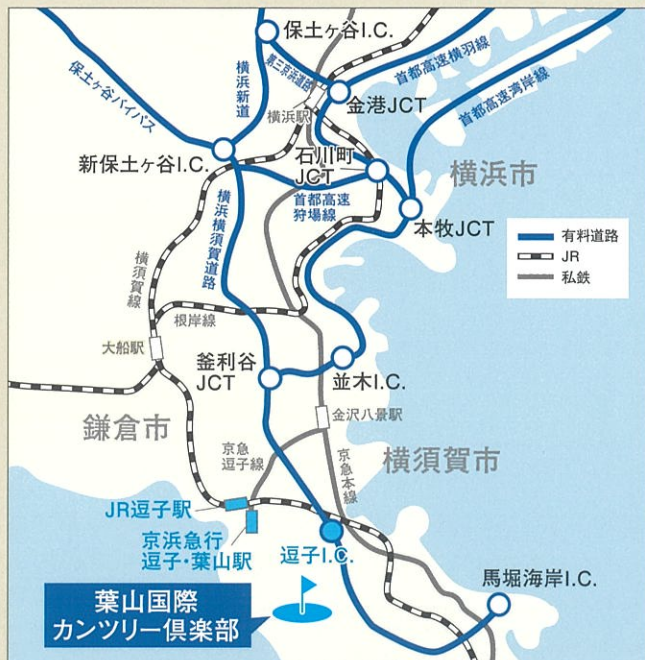 保土ヶ谷I.C.
第三京浜道路
首都高速横羽線
保土ヶ谷バイパス
横浜新道
横浜駅
金港JCT
首都高速湾岸線
新保土ヶ谷I.C.
石川町
JCT
横浜市
首都高速
狩場線
本牧JCT
有料道路
JR
私鉄
横浜横須賀道路
横須賀線
根岸線
大船駅
釜利谷
JCT
並木I.C.
金沢八景駅
鎌倉市
京急
逗子線
京急本線
横須賀市
JR逗子駅
京浜急行
逗子・葉山駅
逗子I.C.
馬堀海岸I.C.
葉山国際
カンツリー倶楽部